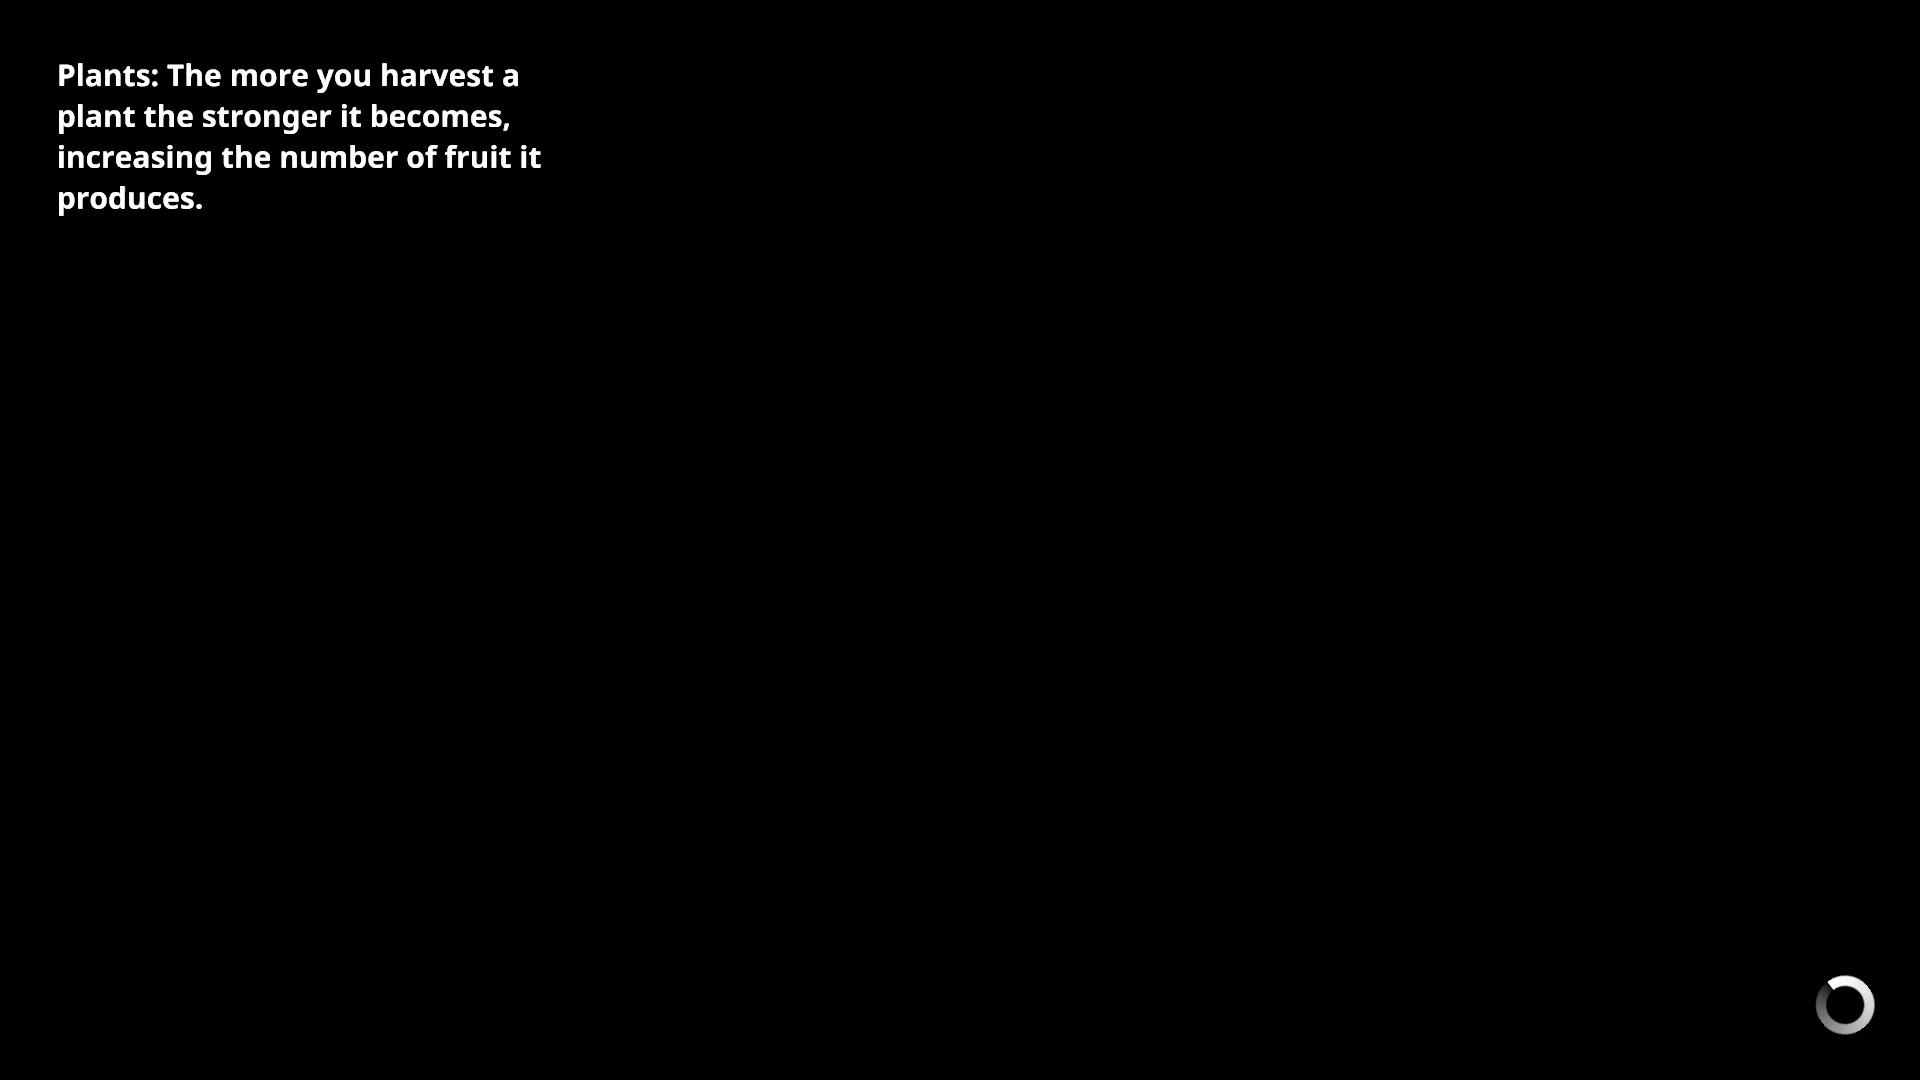 Plants: The more you harvest a
plant the stronger it becomes,
increasing the number of fruit it
produces.